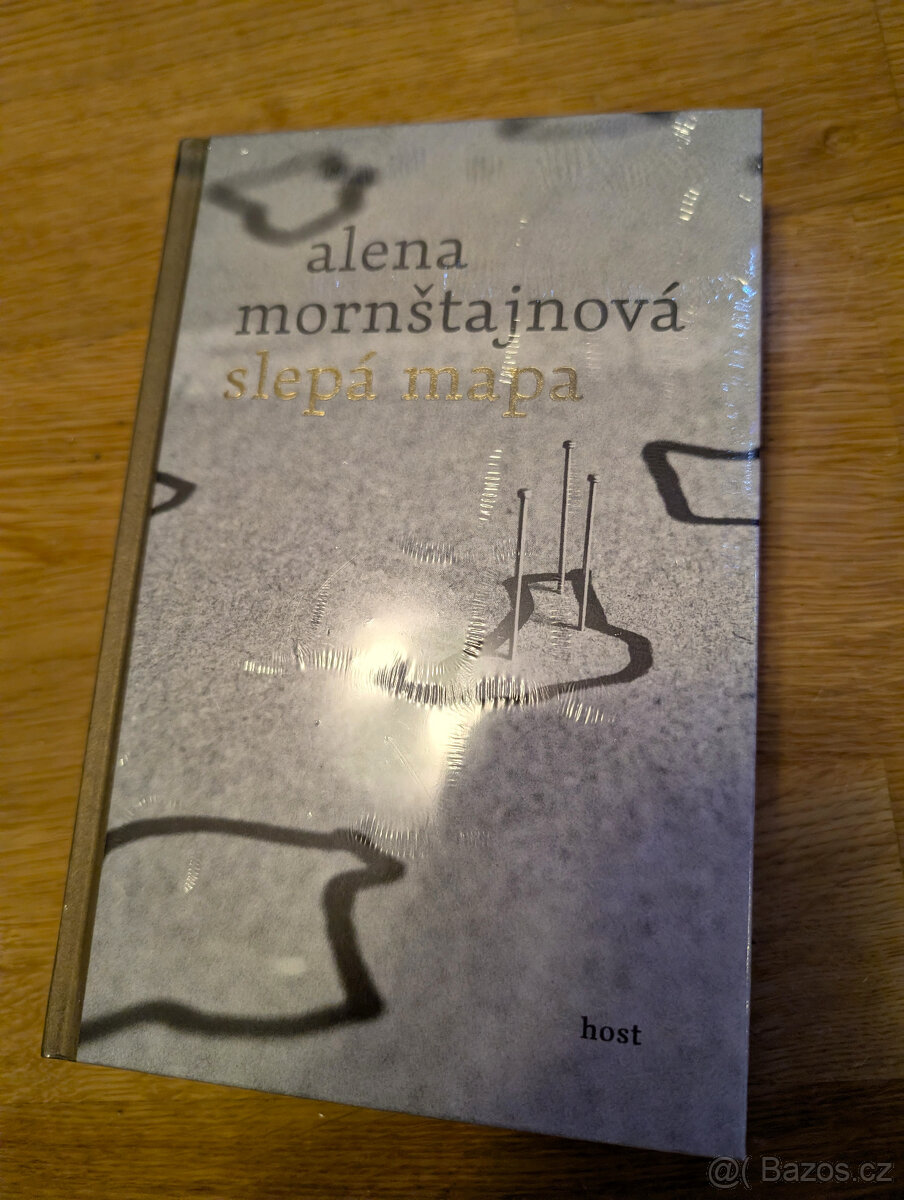 alena
mornštajnová
slepá mapa
host
@( Bazos.cz